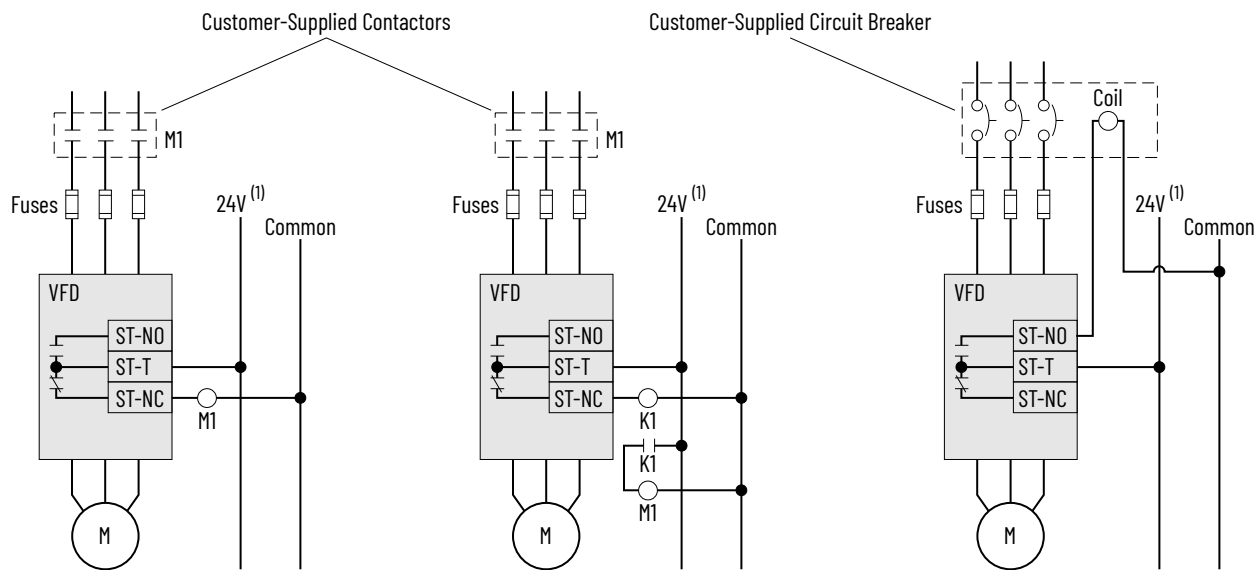 Customer-Supplied Contactors
Customer-Supplied Circuit Breaker
M1
Fuses
24V (1)
Common
VFD
ST-NO
ST-T
ST-NC
M1
M
M1
Fuses
24V (1)
Common
VFD
ST-NO
ST-T
ST-NC
K1
K1
M1
M
Coil
Fuses
24V (1)
Common
VFD
ST-NO
ST-T
ST-NC
M